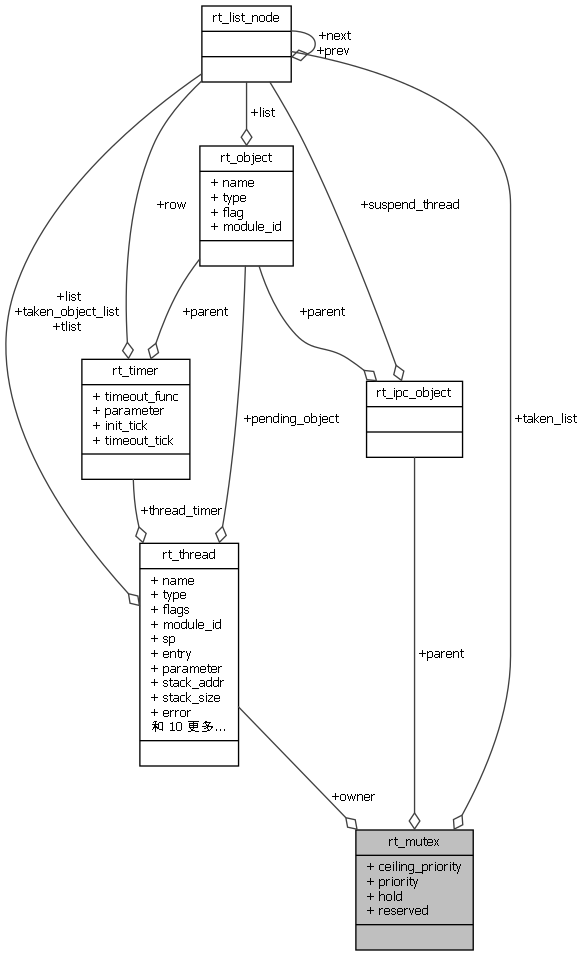 rt_list_node
+next
+prev
+list
rt_object
+ name
+ type
+ flag
+ module_id
+row
+suspend_thread
+list
+taken_object_list
+tlist
+parent
+parent
rt_timer
+ timeout_func
+ parameter
+ init_tick
+ timeout_tick
rt_ipc_object
+pending_object
+taken_list
+thread_timer
rt_thread
+ name
+ type
+ flags
+ module_id
+ sp
+ entry
+ parameter
+ stack_addr
+ stack_size
+ error
和 10 更多...
+parent
+owner
rt_mutex
+ ceiling_priority
+ priority
+ hold
+ reserved